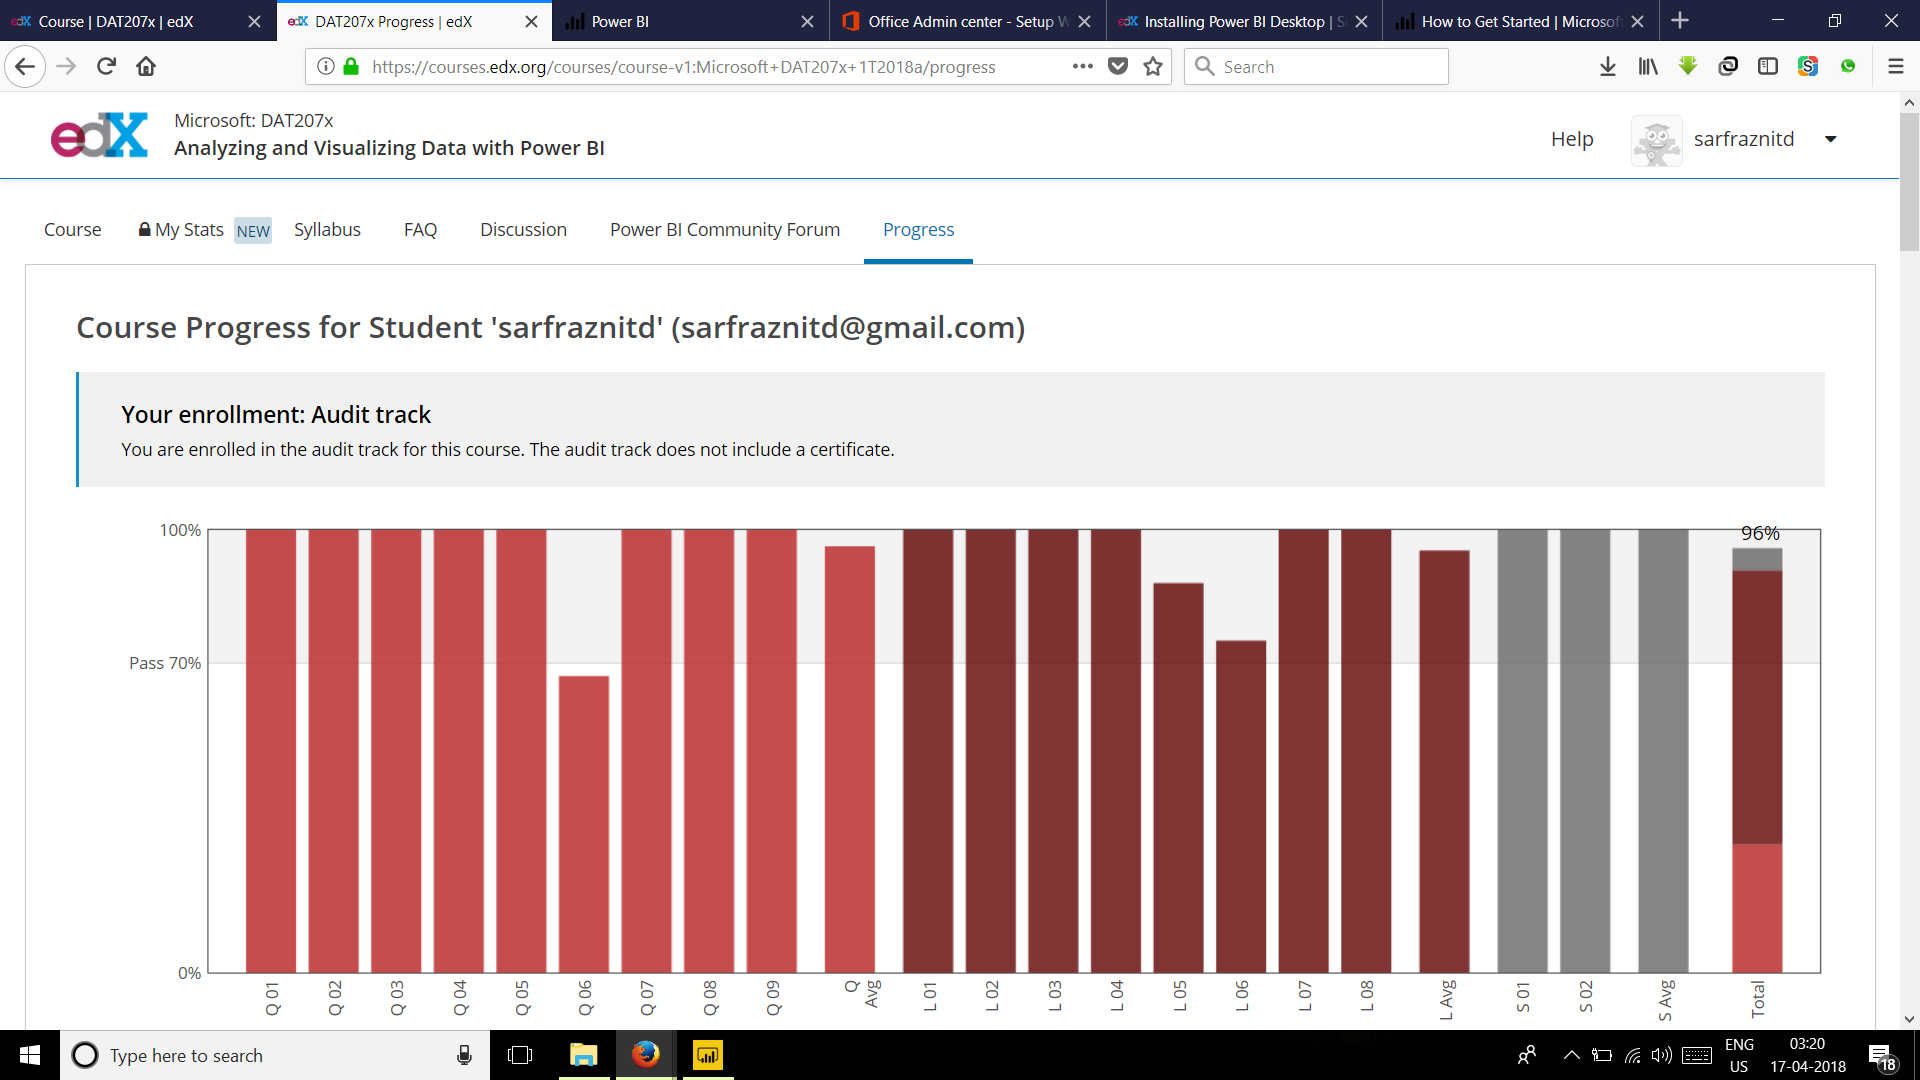 edX Course | DAT207x | edX
edX DAT207x Progress | edX
Power BI
Office Admin center - Setup W
edX Installing Power BI Desktop | S
How to Get Started | Microsof
https://courses.edx.org/courses/course-v1:Microsoft+DAT207x+1T2018a/progress
Search
edX
Microsoft: DAT207x
Analyzing and Visualizing Data with Power BI
Help
sarfraznitd
Course
My Stats NEW
Syllabus
FAQ
Discussion
Power BI Community Forum
Progress
Course Progress for Student 'sarfraznitd' (sarfraznitd@gmail.com)
Your enrollment: Audit track
You are enrolled in the audit track for this course. The audit track does not include a certificate.
100%
96%
Pass 70%
0%
Q 01
Q 02
Q 03
Q 04
Q 05
Q 06
Q 07
Q 08
Q 09
Q
Avg
L 01
L 02
L 03
L 04
L 05
L 06
L 07
L 08
L Avg
S 01
S 02
S Avg
Total
Type here to search
ENG
US
03:20
17-04-2018
18